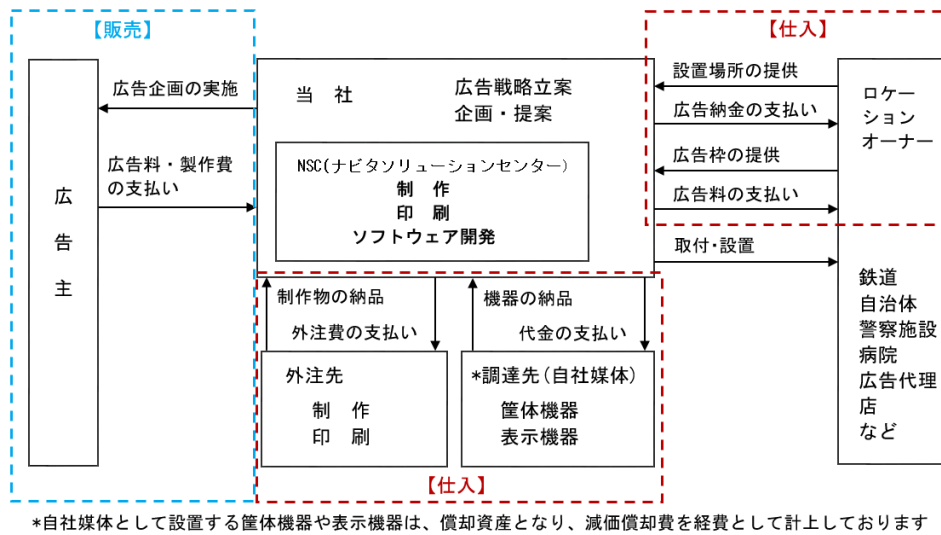 【販売】
【仕入】
広告主
広告企画の実施
広告料・製作費
の支払い
当 社
広告戦略立案
企画・提案
NSC(ナビタソリューションセンター)
制 作
印 刷
ソフトウェア開発
設置場所の提供
広告納金の支払い
広告枠の提供
広告料の支払い
取付・設置
ロケー
ション
オーナー
鉄道
自治体
警察施設
病院
広告代理
店
など
制作物の納品
外注費の支払い
機器の納品
代金の支払い
外注先
制 作
印 刷
*調達先(自社媒体)
筐体機器
表示機器
【仕入】
*自社媒体として設置する筐体機器や表示機器は、償却資産となり、減価償却費を経費として計上しております